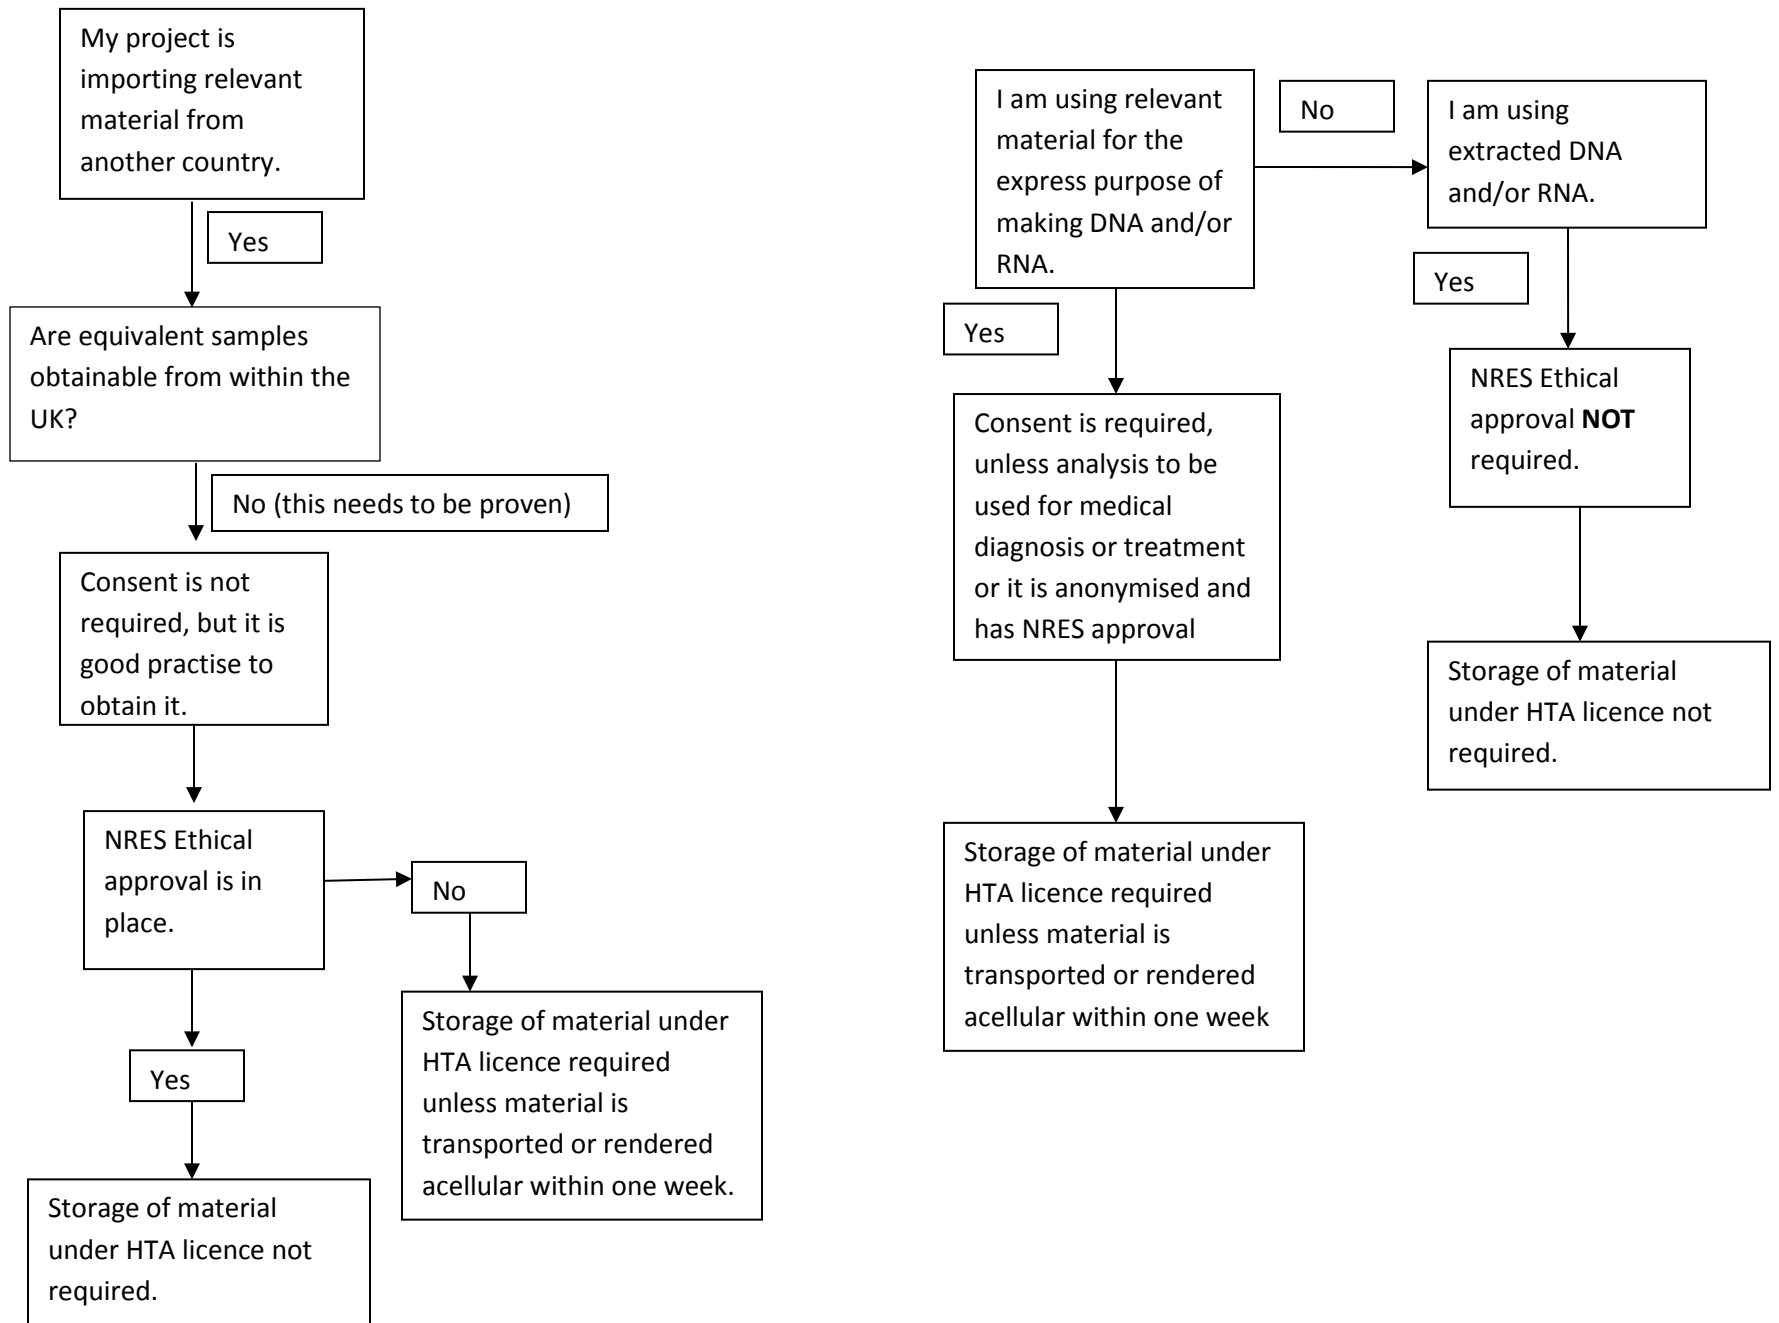 My project is
importing relevant
material from
another country.
Yes
Are equivalent samples
obtainable from within the
UK?
No (this needs to be proven)
Consent is not
required, but it is
good practise to
obtain it.
NRES Ethical
approval is in
place.
No
Yes
Storage of material under
HTA licence required
unless material is
transported or rendered
acellular within one week.
Storage of material
under HTA licence not
required.
I am using relevant
material for the
express purpose of
making DNA and/or
RNA.
No
I am using
extracted DNA
and/or RNA.
Yes
Yes
Consent is required,
unless analysis to be
used for medical
diagnosis or treatment
or it is anonymised and
has NRES approval
NRES Ethical
approval NOT
required.
Storage of material
under HTA licence not
required.
Storage of material under
HTA licence required
unless material is
transported or rendered
acellular within one week